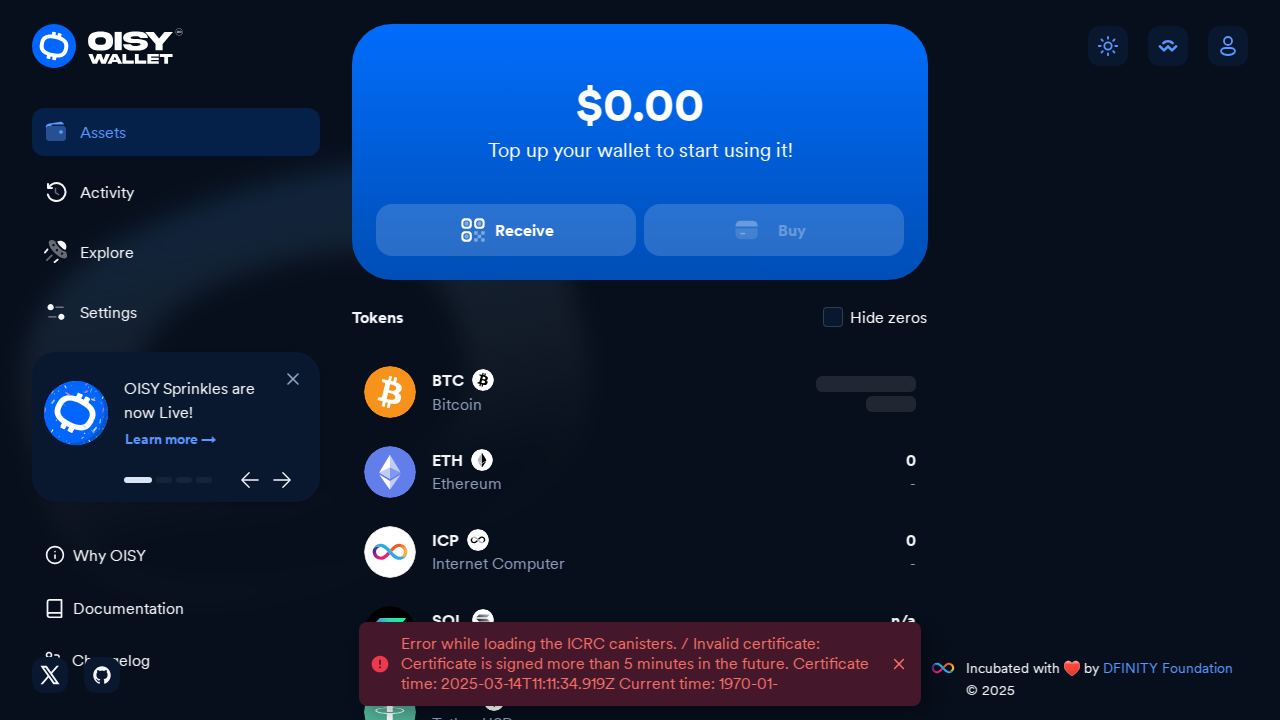 OISY
WALLET
Assets
Activity
Explore
Settings
OISY Sprinkles are
now Live!
Learn more →
Why OISY
Documentation
Changelog
$0.00
Top up your wallet to start using it!
Receive
Buy
Tokens
Hide zeros
BTC
Bitcoin
ETH
0
Ethereum
-
ICP
0
Internet Computer
-
SOL
n/a
Error while loading the ICRC canisters. / Invalid certificate:
Certificate is signed more than 5 minutes in the future. Certificate
time: 2025-03-14T11:11:34.919Z Current time: 1970-01-
Tether USD
Incubated with ❤️ by DFINITY Foundation
© 2025